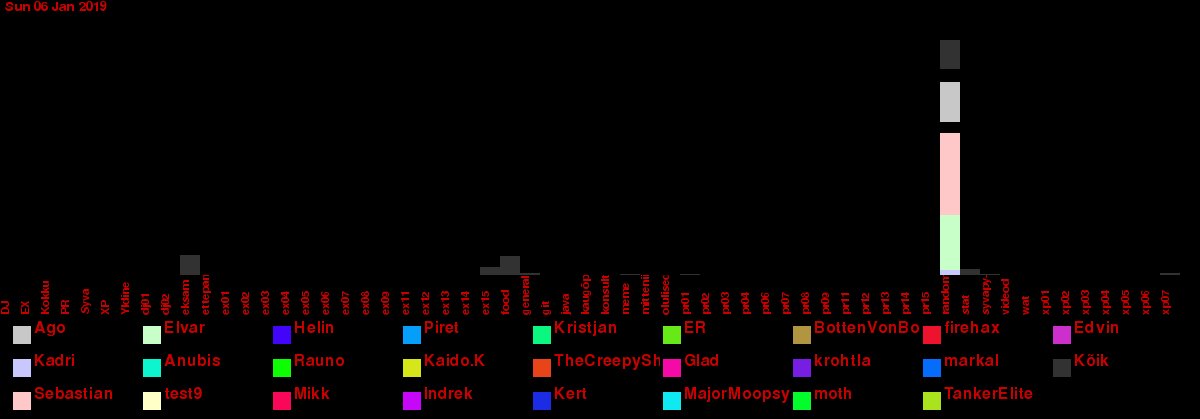 Sun 06 Jan 2019
DJ EX Kokku PR Syva XP Yldine dj01 dj02 eksam ettepan ex01 ex02 ex03 ex04 ex05 ex06 ex07 ex08 ex09 ex11 ex12 ex13 ex14 ex15 food general git java kaugõp konsult meme mittenii olulisec pr01 pr02 pr03 pr04 pr06 pr07 pr08 pr09 pr11 pr12 pr13 pr14 pr15 random stat syvapy videod wat xp01 xp02 xp03 xp04 xp05 xp06 xp07
Ago Elvar Helin Piret Kristjan ER BottenVonBo firehax Edvin
Kadri Anubis Rauno Kaido.K TheCreepySh Glad krohtla markal Kõik
Sebastian test9 Mikk Indrek Kert MajorMoopsy moth TankerElite